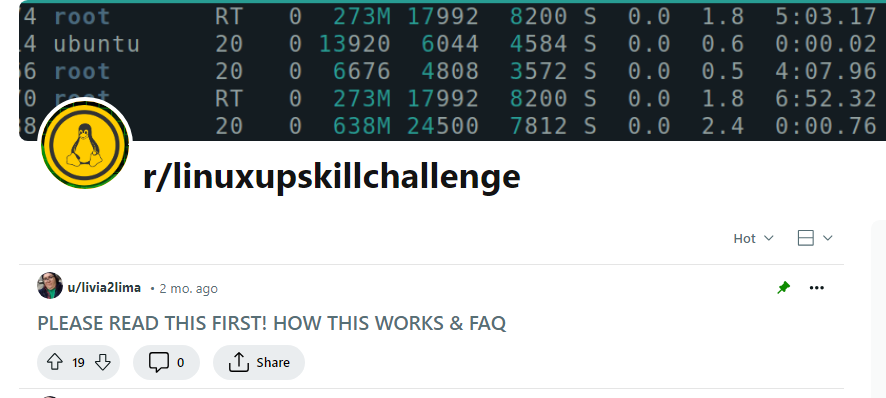 4 root RT 0 273M 17992 8200 S 0.0 1.8 5:03.17
14 ubuntu 20 0 13920 6044 4584 S 0.0 0.6 0:00.02
66 root 20 0 6676 4808 3572 S 0.0 0.5 4:07.96
70 root RT 0 273M 17992 8200 S 0.0 1.8 6:52.32
38 20 0 638M 24500 7812 S 0.0 2.4 0:00.76
r/linuxupskillchallenge
Hot
u/livia2lima • 2 mo. ago
PLEASE READ THIS FIRST! HOW THIS WORKS & FAQ
19 0 Share